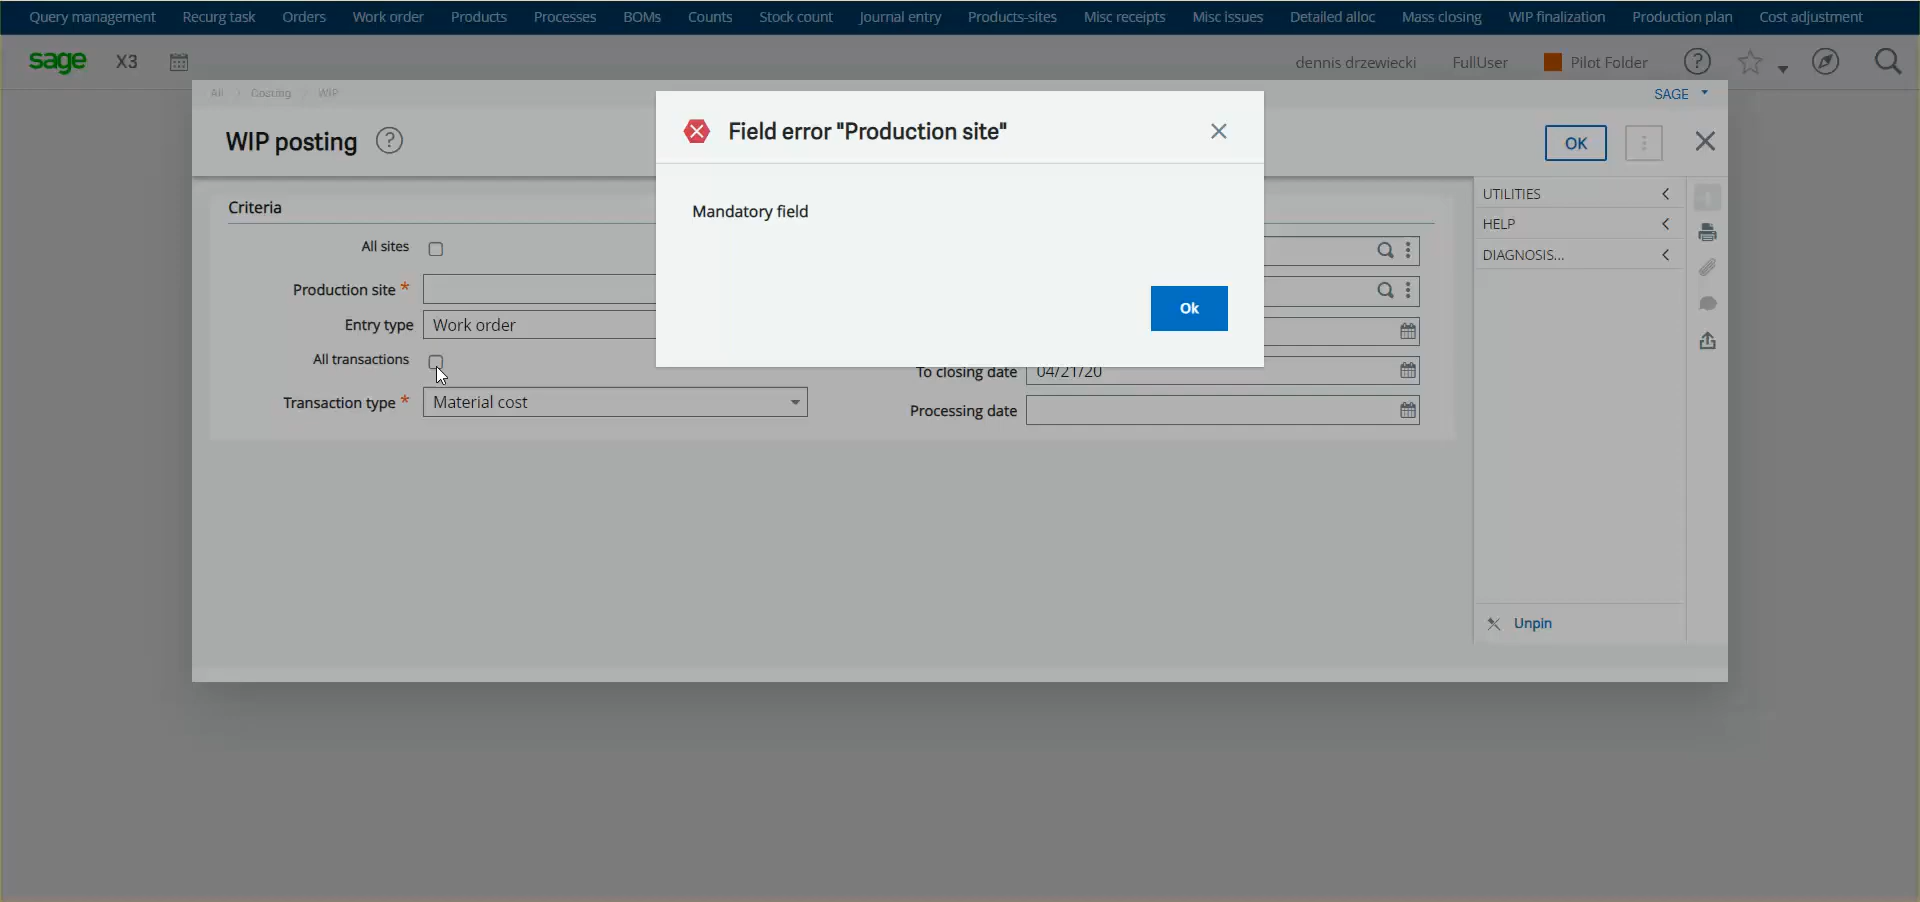 Query management Recurg task Orders Work order Products Processes BOMs Counts Stock count Journal entry Products-sites Misc receipts Misc issues Detailed alloc Mass closing WIP finalization Production plan Cost adjustment
sage X3 dennis drzewiecki FullUser Pilot Folder
All Costing WIP SAGE
WIP posting OK
Field error "Production site"
Mandatory field
Ok
Criteria
All sites
Production site *
Entry type Work order
All transactions
Transaction type * Material cost
To closing date 04/21/20
Processing date
UTILITIES
HELP
DIAGNOSIS...
Unpin